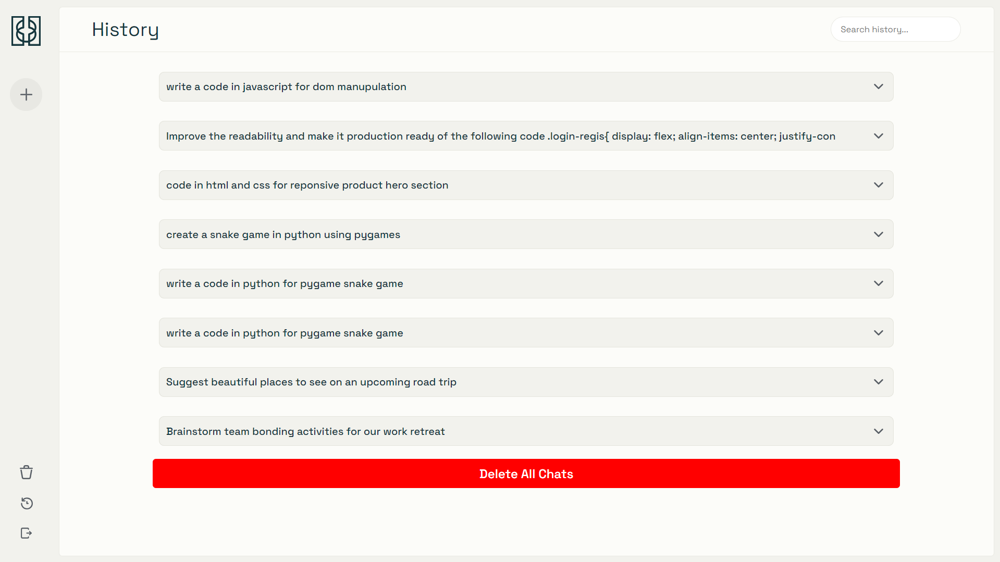 History
Search history...
write a code in javascript for dom manupulation
Improve the readability and make it production ready of the following code .login-regis{ display: flex; align-items: center; justify-con
code in html and css for reponsive product hero section
create a snake game in python using pygames
write a code in python for pygame snake game
write a code in python for pygame snake game
Suggest beautiful places to see on an upcoming road trip
Brainstorm team bonding activities for our work retreat
Delete All Chats